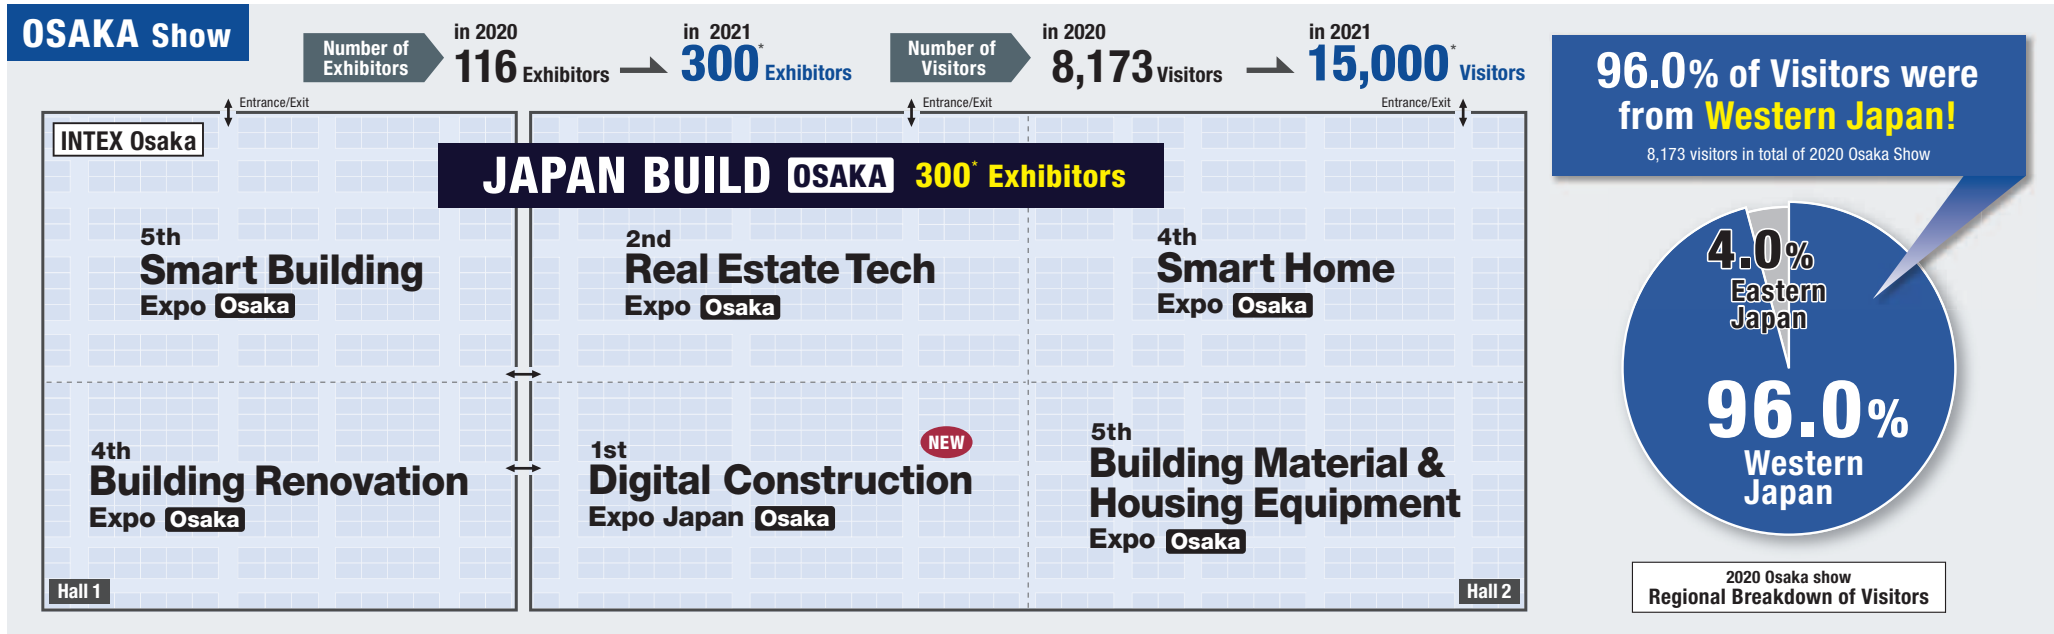 OSAKA Show
Number of
Exhibitors
in 2020
116 Exhibitors
in 2021
300* Exhibitors
Number of
Visitors
in 2020
8,173 Visitors
in 2021
15,000* Visitors
Entrance/Exit
Entrance/Exit
Entrance/Exit
INTEX Osaka
JAPAN BUILD OSAKA 300* Exhibitors
5th
Smart Building
Expo Osaka
2nd
Real Estate Tech
Expo Osaka
4th
Smart Home
Expo Osaka
4th
Building Renovation
Expo Osaka
NEW
1st
Digital Construction
Expo Japan Osaka
5th
Building Material &
Housing Equipment
Expo Osaka
Hall 1
Hall 2
96.0% of Visitors were
from Western Japan!
8,173 visitors in total of 2020 Osaka Show
4.0%
Eastern
Japan
96.0%
Western
Japan
2020 Osaka show
Regional Breakdown of Visitors